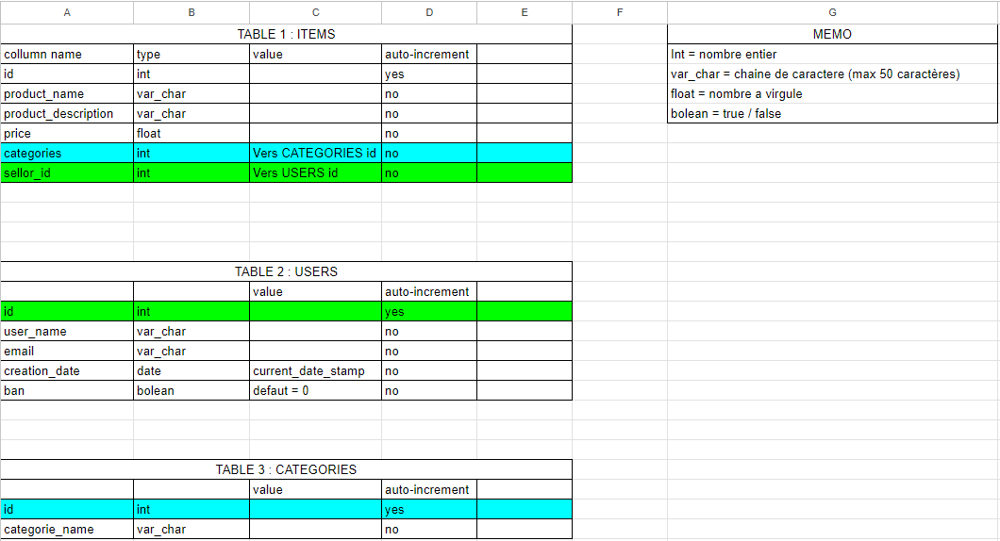 A B C D E F G
TABLE 1 : ITEMS MEMO
collumn name type value auto-increment Int = nombre entier
id int yes var_char = chaine de caractere (max 50 caractères)
product_name var_char no float = nombre a virgule
product_description var_char no bolean = true / false
price float no
categories int Vers CATEGORIES id no
sellor_id int Vers USERS id no
TABLE 2 : USERS
value auto-increment
id int yes
user_name var_char no
email var_char no
creation_date date current_date_stamp no
ban bolean defaut = 0 no
TABLE 3 : CATEGORIES
value auto-increment
id int yes
categorie_name var_char no